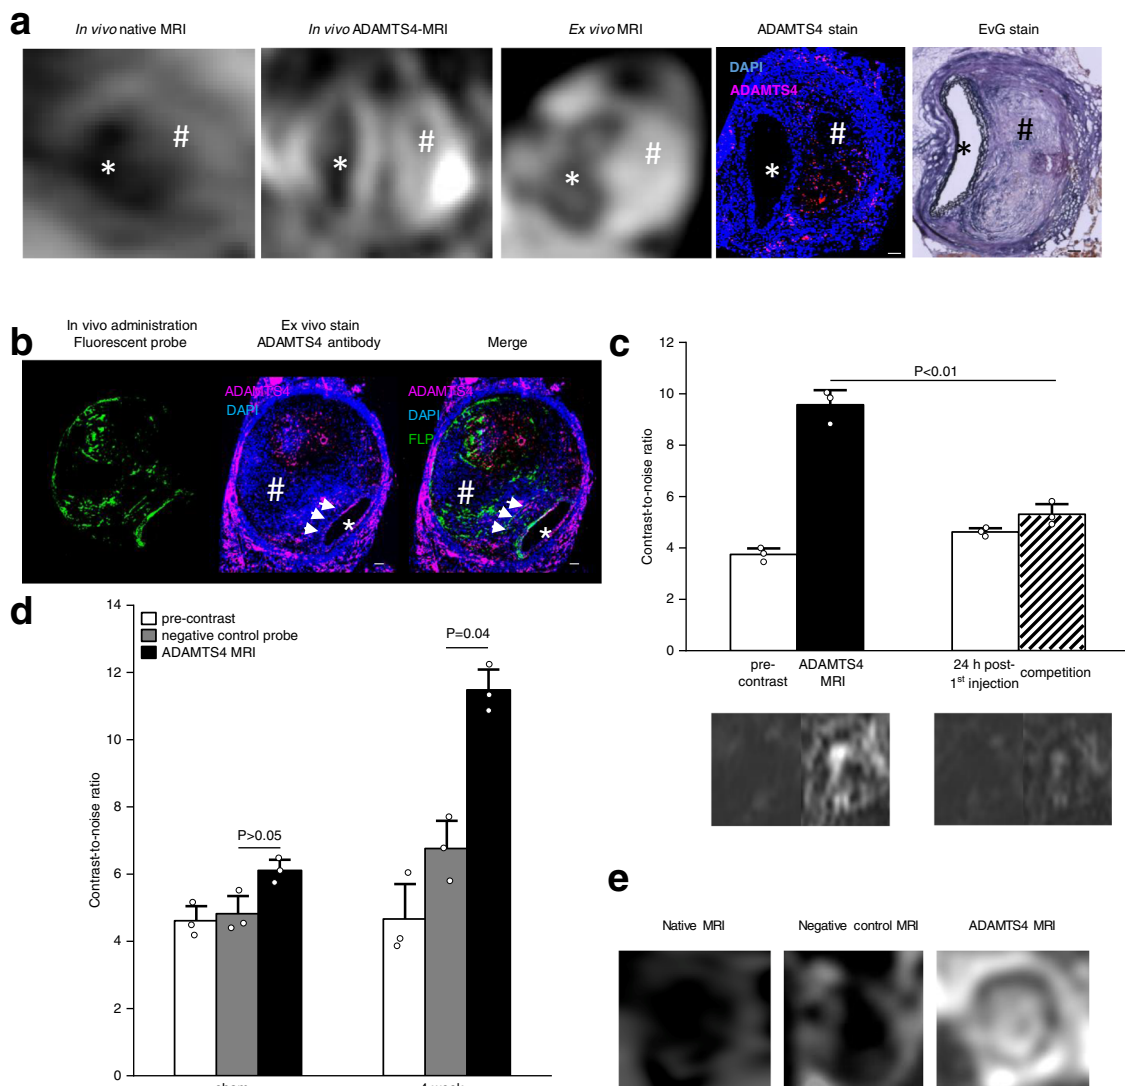 a
In vivo native MRI
In vivo ADAMTS4-MRI
Ex vivo MRI
ADAMTS4 stain
EvG stain
*
#
*
#
*
#
DAPI
ADAMTS4
*
#
*
#
b
In vivo administration
Fluorescent probe
Ex vivo stain
ADAMTS4 antibody
Merge
ADAMTS4
DAPI
#
*
ADAMTS4
DAPI
FLP
#
*
c
Contrast-to-noise ratio
12
10
8
6
4
2
0
P<0.01
pre-
contrast
ADAMTS4
MRI
24 h post-
1st injection
competition
d
Contrast-to-noise ratio
14
12
10
8
6
4
2
0
pre-contrast
negative control probe
ADAMTS4 MRI
P>0.05
P=0.04
e
Native MRI
Negative control MRI
ADAMTS4 MRI